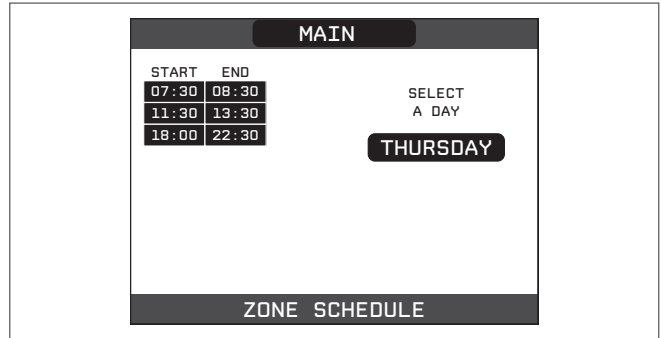 MAIN
START END
07:30 08:30
11:30 13:30
18:00 22:30
SELECT
A DAY
THURSDAY
ZONE SCHEDULE